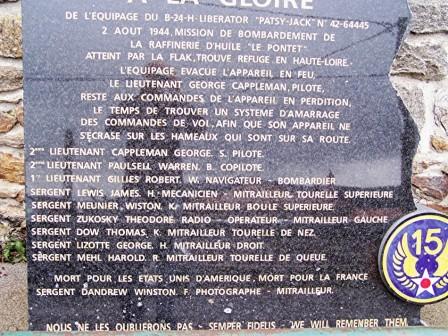 A LA GLOIRE
DE L'EQUIPAGE DU B-24-H-LIBERATOR "PATSY-JACK" N° 42-64445
2 AOUT 1944, MISSION DE BOMBARDEMENT DE
LA RAFFINERIE D'HUILE "LE PONTET"
ATTEINT PAR LA FLAK, TROUVE REFUGE EN HAUTE-LOIRE.
L'EQUIPAGE EVACUE L'APPAREIL EN FEU,
LE LIEUTENANT GEORGE CAPPLEMAN, PILOTE,
RESTE AUX COMMANDES DE L'APPAREIL EN PERDITION,
LE TEMPS DE TROUVER UN SYSTEME D'AMARRAGE
DES COMMANDES DE VOL, AFIN QUE SON APPAREIL NE
S'ECRASE SUR LES HAMEAUX QUI SONT SUR SA ROUTE.
2ème LIEUTENANT CAPPLEMAN GEORGE. S. PILOTE.
2ème LIEUTENANT PAULSELL WARREN. B. COPILOTE.
1er LIEUTENANT GILLES ROBERT. W. NAVIGATEUR - BOMBARDIER
SERGENT LEWIS JAMES. H. MECANICIEN - MITRAILLEUR TOURELLE SUPERIEURE
SERGENT MEUNIER WISTON. K. MITRAILLEUR BOULE SUPERIEURE
SERGENT ZUKOSKY THEODORE RADIO - OPERATEUR - MITRAILLEUR GAUCHE
SERGENT DOW THOMAS. K. MITRAILLEUR TOURELLE DE NEZ.
SERGENT LIZOTTE GEORGE. H. MITRAILLEUR DROIT.
SERGENT MEHL HAROLD. R. MITRAILLEUR TOURELLE DE QUEUE.
MORT POUR LES ETATS UNIS D'AMERIQUE, MORT POUR LA FRANCE
SERGENT DANDREW WINSTON. F PHOTOGRAPHE - MITRAILLEUR.
NOUS NE LES OUBLIERONS PAS - SEMPER FIDELIS - WE WILL REMEMBER THEM
15